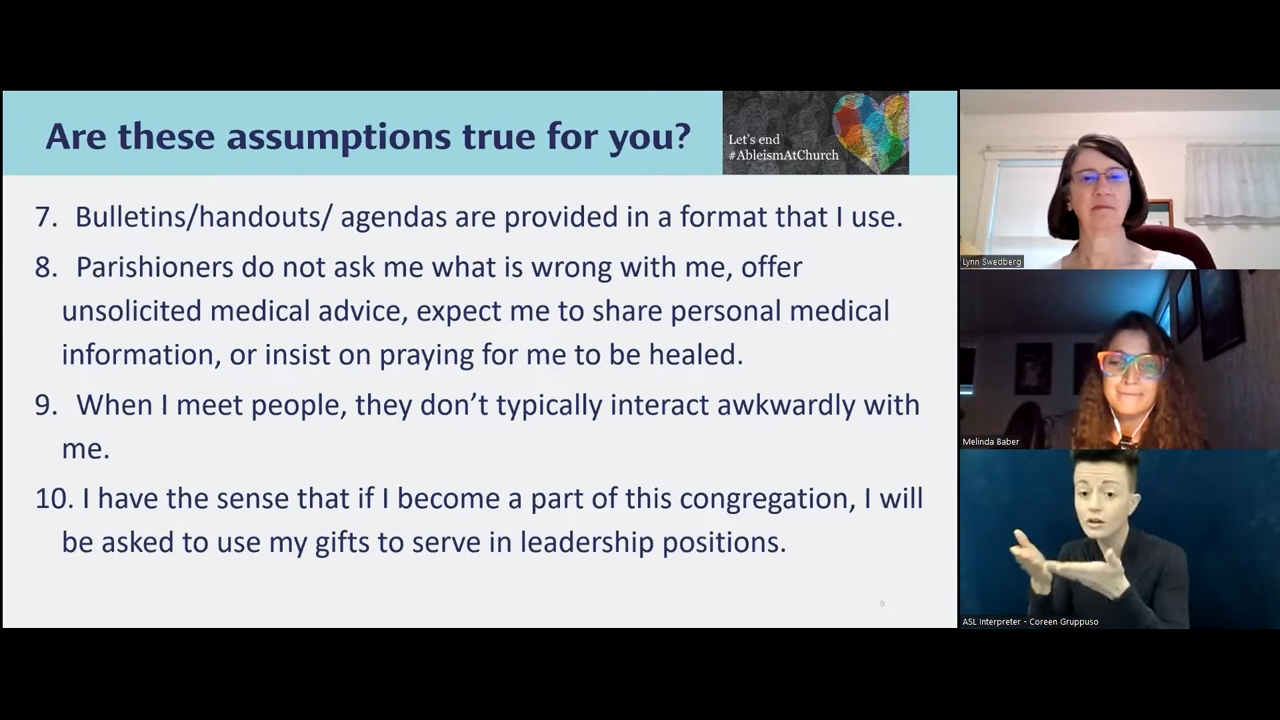 Are these assumptions true for you?
Let's end
#AbleismAtChurch
7. Bulletins/handouts/ agendas are provided in a format that I use.
8. Parishioners do not ask me what is wrong with me, offer
unsolicited medical advice, expect me to share personal medical
information, or insist on praying for me to be healed.
9. When I meet people, they don't typically interact awkwardly with
me.
10. I have the sense that if I become a part of this congregation, I will
be asked to use my gifts to serve in leadership positions.
9
Lynn Swedberg
Melinda Baber
ASL Interpreter - Coreen Gruppuso